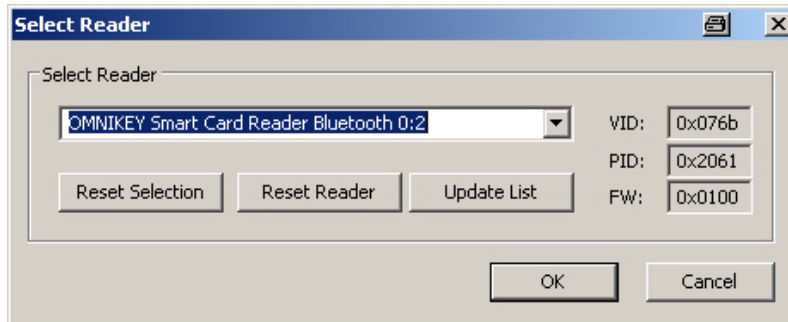 Select Reader
Select Reader
OMNIKEY Smart Card Reader Bluetooth 0:2
VID: 0x076b
PID: 0x2061
Reset Selection Reset Reader Update List
FW: 0x0100
OK Cancel